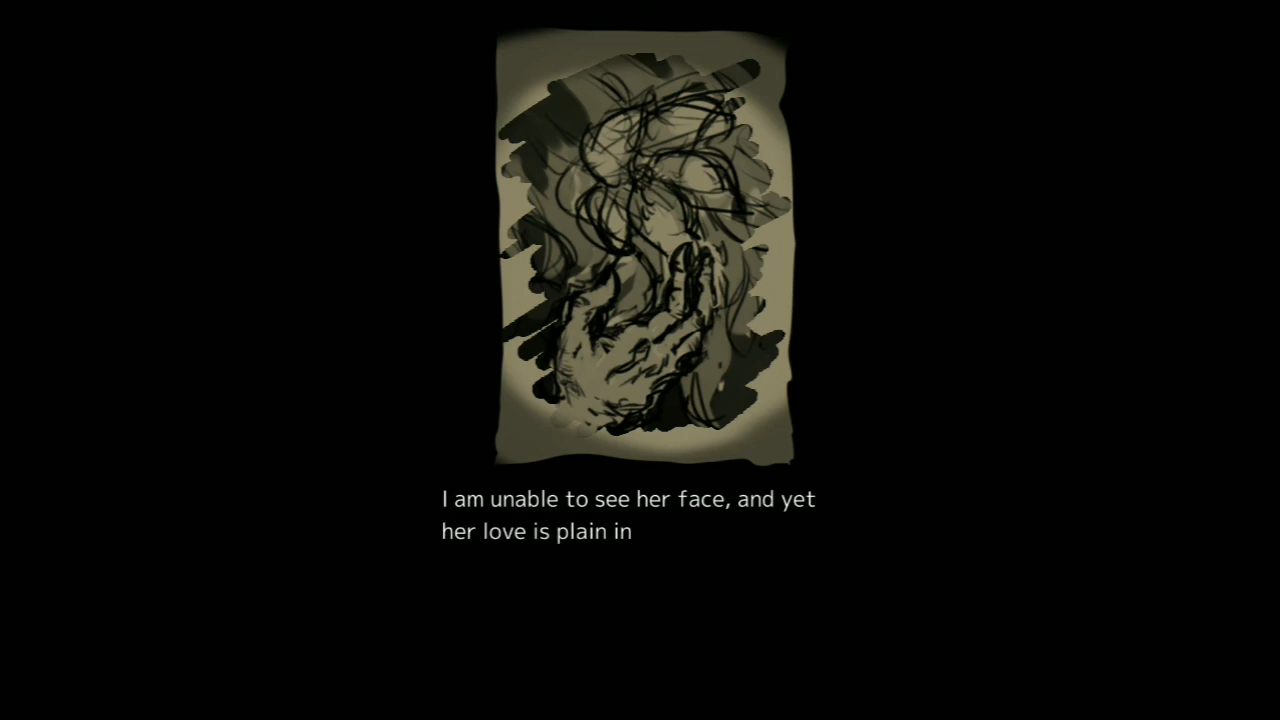 I am unable to see her face, and yet
her love is plain in